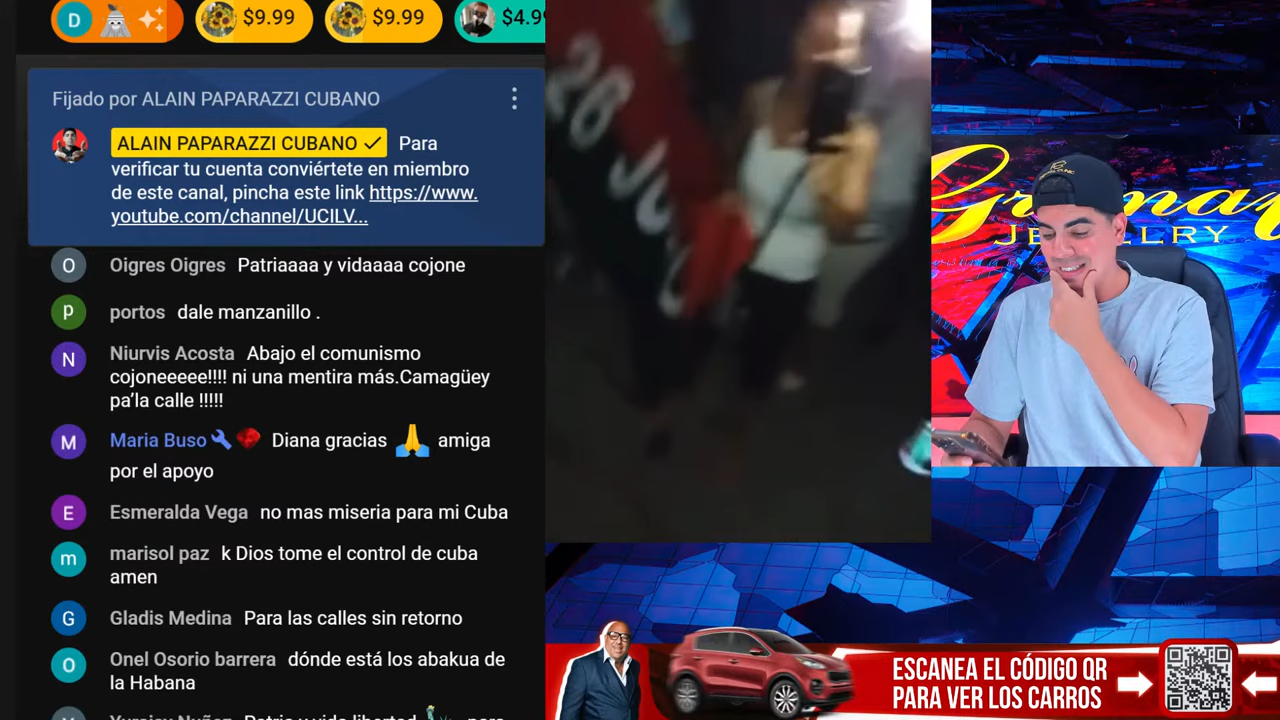 $9.99
$9.99
$4.99
Fijado por ALAIN PAPARAZZI CUBANO
ALAIN PAPARAZZI CUBANO Para
verificar tu cuenta conviértete en miembro
de este canal, pincha este link https://www.
youtube.com/channel/UCILV...
Oigres Oigres Patriaaaa y vidaaaa cojone
portos dale manzanillo .
Niurvis Acosta Abajo el comunismo
cojoneeeee!!!! ni una mentira más.Camagüey
pa'la calle !!!!!
Maria Buso Diana gracias 🙏 amiga
por el apoyo
Esmeralda Vega no mas miseria para mi Cuba
marisol paz k Dios tome el control de cuba
amen
Gladis Medina Para las calles sin retorno
Onel Osorio barrera dónde está los abakua de
la Habana
26
JEWELLRY
ESCANEA EL CÓDIGO QR
PARA VER LOS CARROS